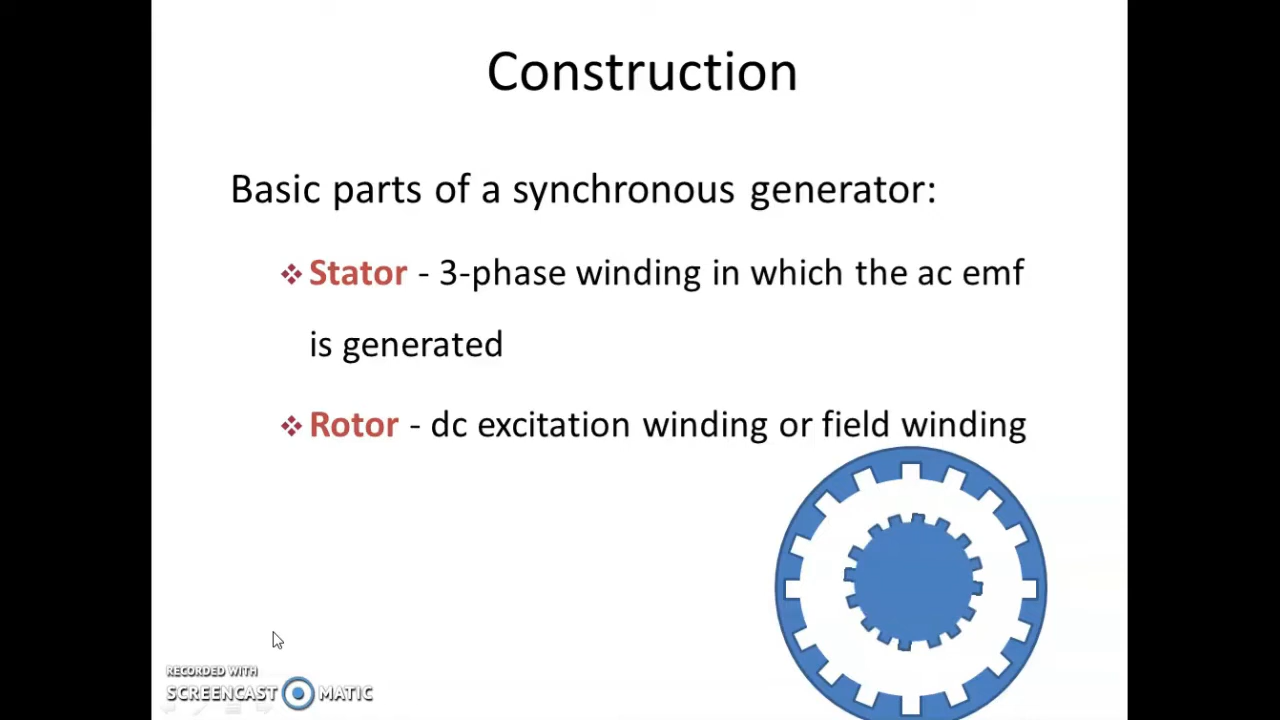 Construction
Basic parts of a synchronous generator:
❖ Stator - 3-phase winding in which the ac emf
is generated
❖ Rotor - dc excitation winding or field winding
RECORDED WITH
SCREENCAST MATIC